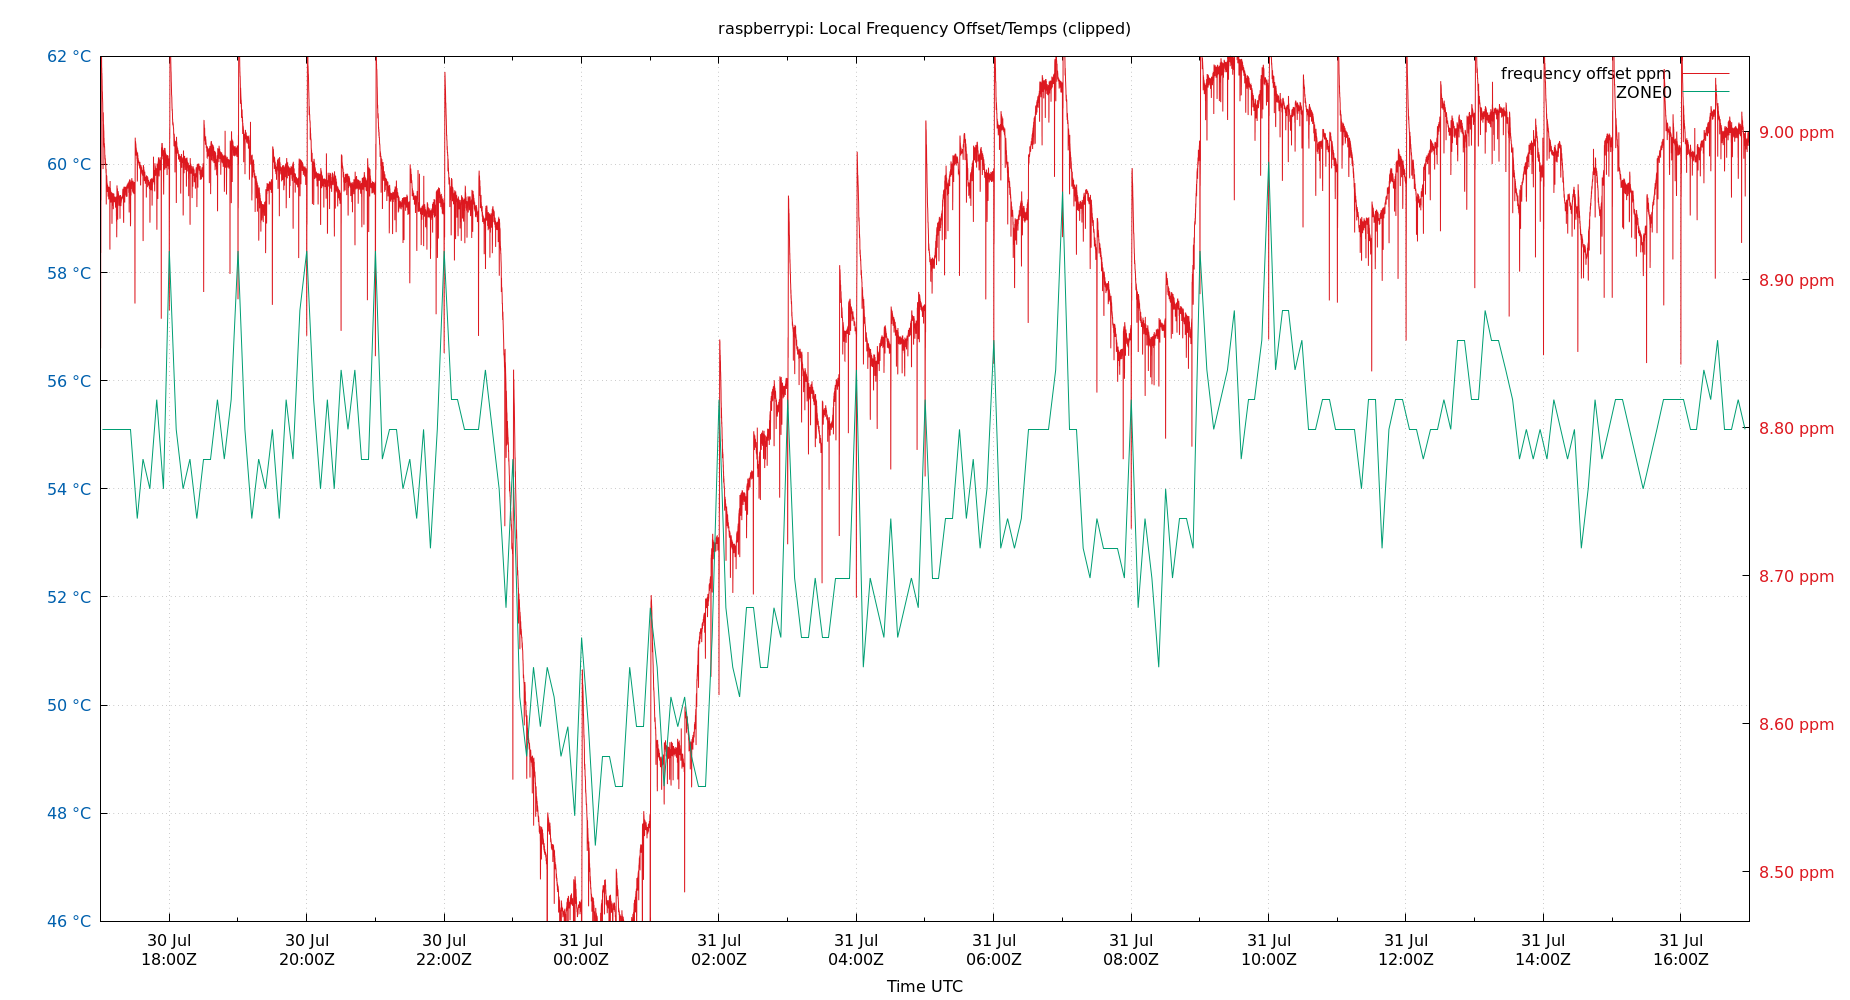 raspberrypi: Local Frequency Offset/Temps (clipped)
62 °C
60 °C
58 °C
56 °C
54 °C
52 °C
50 °C
48 °C
46 °C
frequency offset ppm
ZONE0
9.00 ppm
8.90 ppm
8.80 ppm
8.70 ppm
8.60 ppm
8.50 ppm
30 Jul 30 Jul 30 Jul 31 Jul 31 Jul 31 Jul 31 Jul 31 Jul 31 Jul 31 Jul 31 Jul 31 Jul
18:00Z 20:00Z 22:00Z 00:00Z 02:00Z 04:00Z 06:00Z 08:00Z 10:00Z 12:00Z 14:00Z 16:00Z
Time UTC